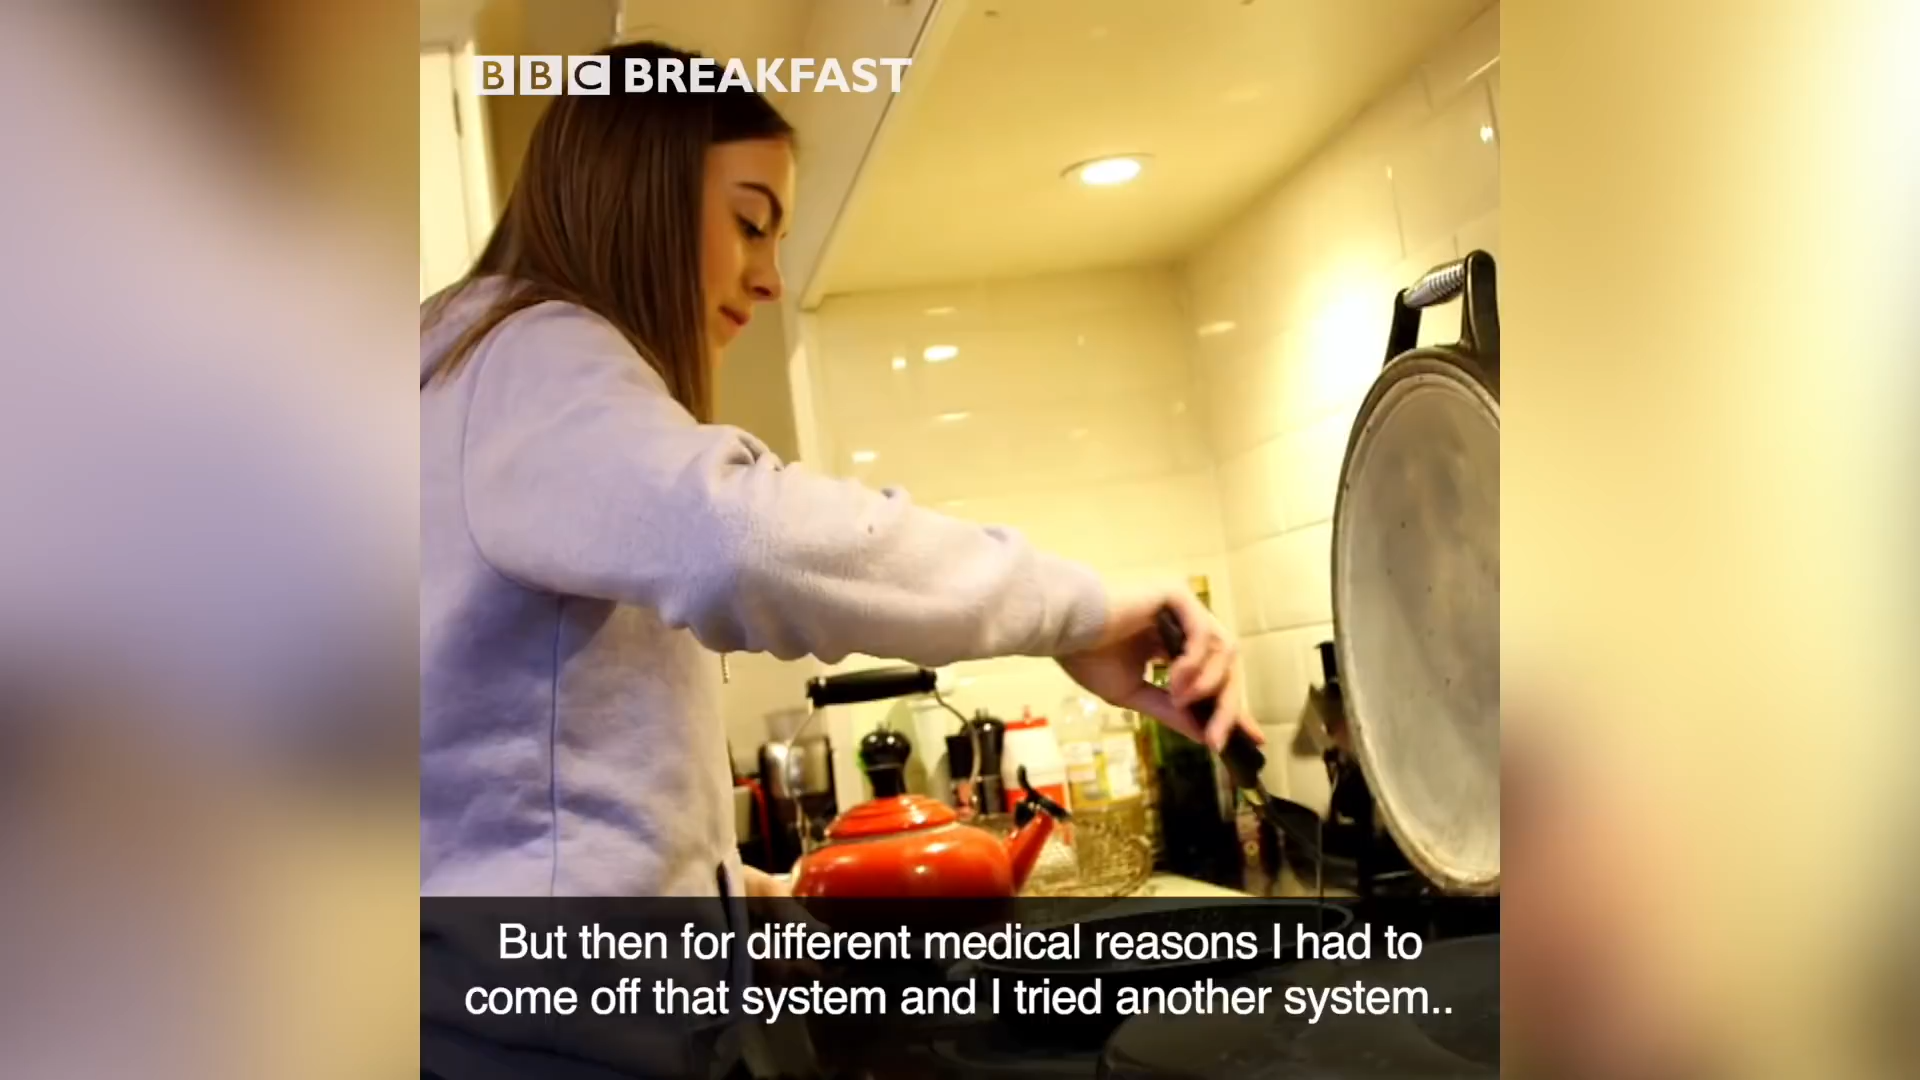 BBC BREAKFAST
But then for different medical reasons I had to
come off that system and I tried another system..